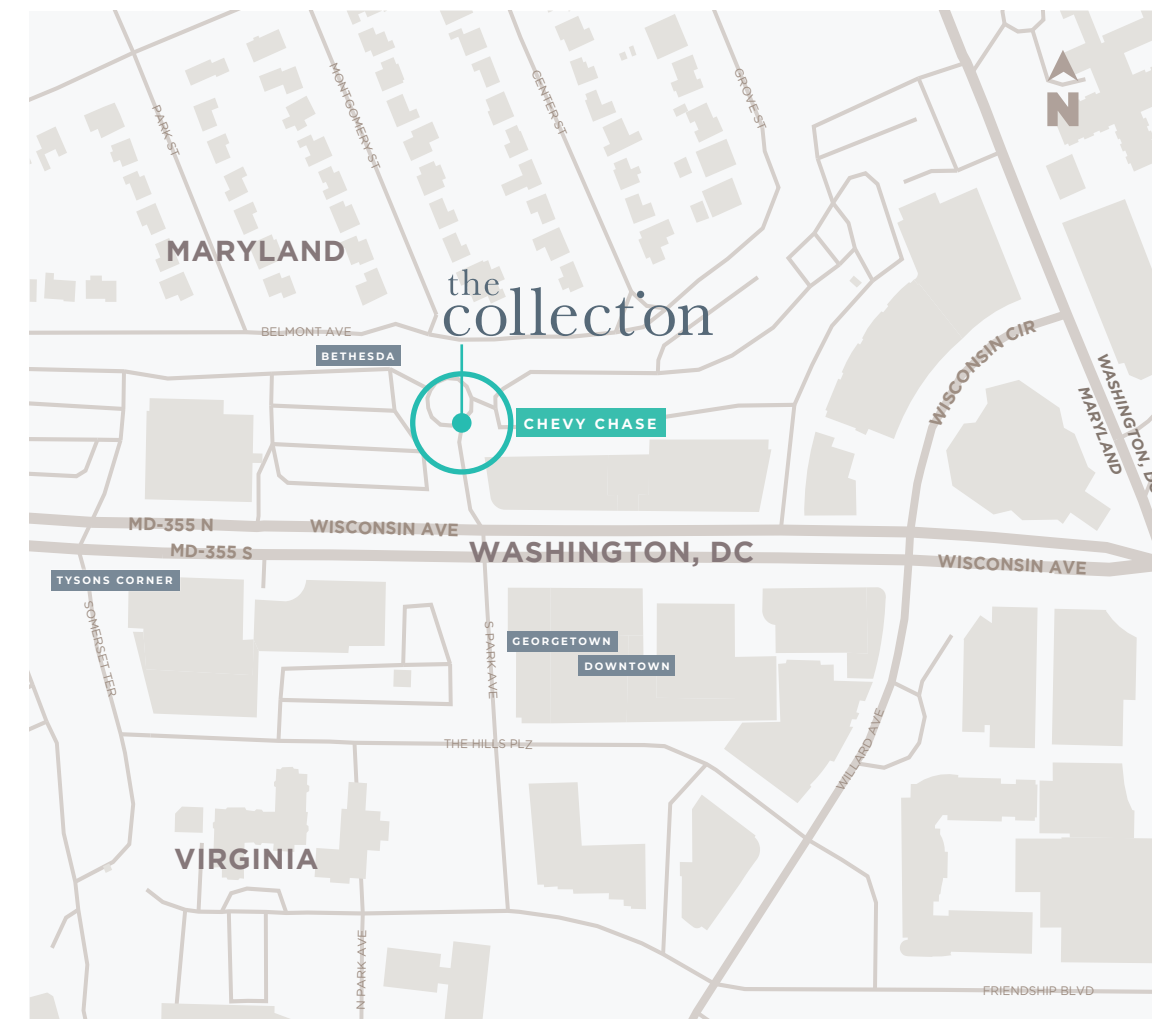 PARK ST
MONTGOMERY ST
CENTER ST
GROVE ST
N
MARYLAND
the
collection
BELMONT AVE
BETHESDA
CHEVY CHASE
WISCONSIN CIR
WASHINGTON, DC
MARYLAND
MD-355 N
WISCONSIN AVE
MD-355 S
WASHINGTON, DC
WISCONSIN AVE
TYSONS CORNER
SOMERSET TER
S PARK AVE
GEORGETOWN
DOWNTOWN
THE HILLS PLZ
WILLARD AVE
VIRGINIA
N PARK AVE
FRIENDSHIP BLVD